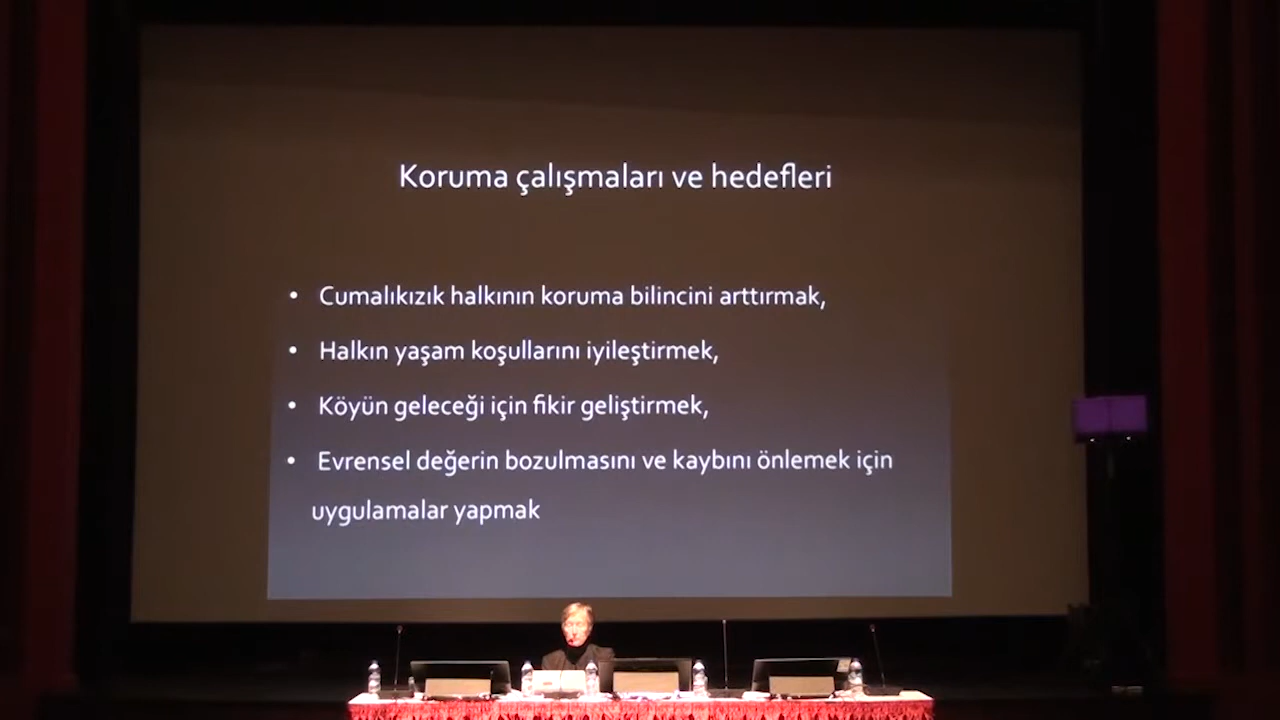 Koruma çalışmaları ve hedefleri
• Cumalıkızık halkının koruma bilincini arttırmak,
• Halkın yaşam koşullarını iyileştirmek,
• Köyün geleceği için fikir geliştirmek,
• Evrensel değerin bozulmasını ve kaybını önlemek için
uygulamalar yapmak